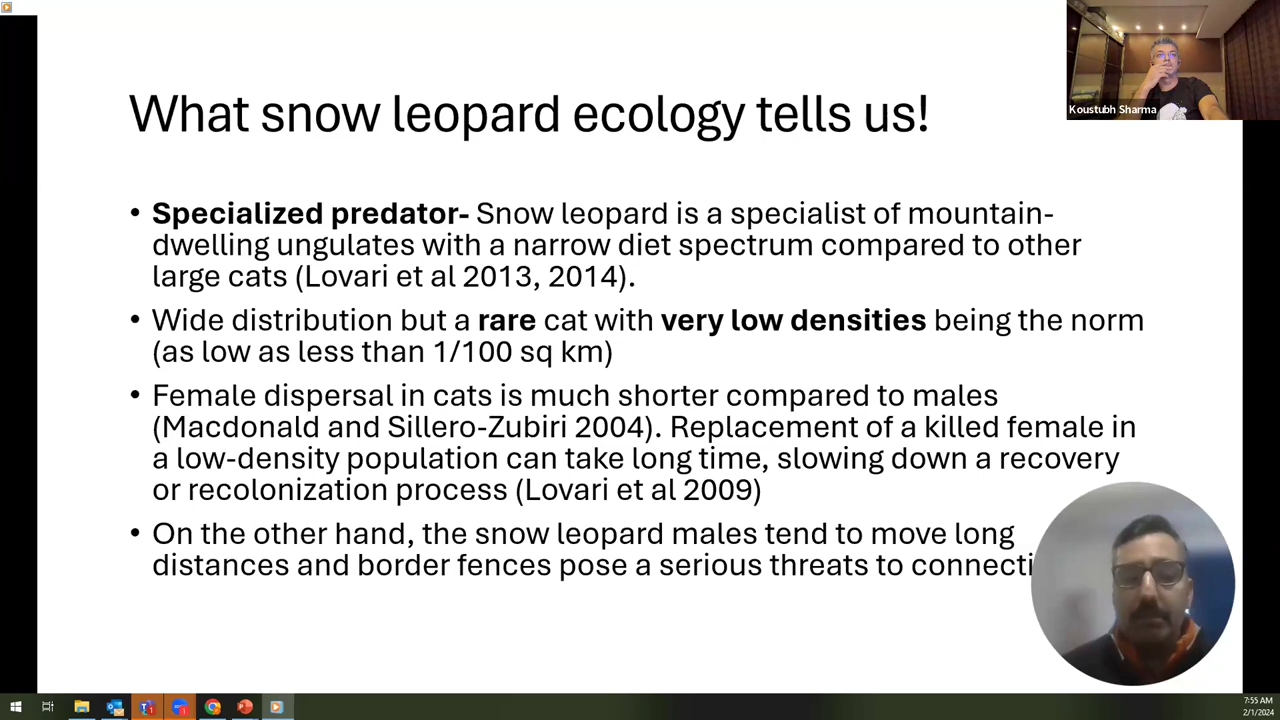 What snow leopard ecology tells us!
Koustubh Sharma
• Specialized predator- Snow leopard is a specialist of mountain-
dwelling ungulates with a narrow diet spectrum compared to other
large cats (Lovari et al 2013, 2014).
• Wide distribution but a rare cat with very low densities being the norm
(as low as less than 1/100 sq km)
• Female dispersal in cats is much shorter compared to males
(Macdonald and Sillero-Zubiri 2004). Replacement of a killed female in
a low-density population can take long time, slowing down a recovery
or recolonization process (Lovari et al 2009)
• On the other hand, the snow leopard males tend to move long
distances and border fences pose a serious threats to connecti
7:55 AM
2/1/2024